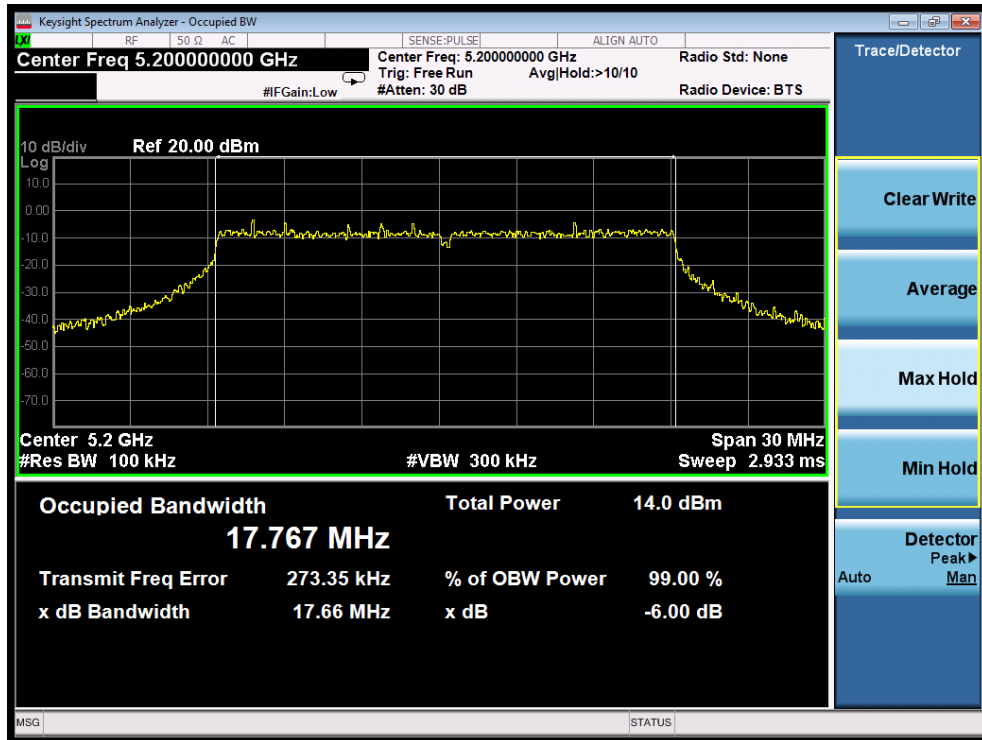 Keysight Spectrum Analyzer - Occupied BW
LXI RF 50 Ω AC SENSE:PULSE ALIGN AUTO
Center Freq 5.200000000 GHz
#IFGain:Low
Center Freq: 5.200000000 GHz
Trig: Free Run Avg|Hold:>10/10
#Atten: 30 dB
Radio Std: None
Radio Device: BTS
10 dB/div Ref 20.00 dBm
Log
10.0
0.00
-10.0
-20.0
-30.0
-40.0
-50.0
-60.0
-70.0
Center 5.2 GHz Span 30 MHz
#Res BW 100 kHz #VBW 300 kHz Sweep 2.933 ms
Occupied Bandwidth Total Power 14.0 dBm
17.767 MHz
Transmit Freq Error 273.35 kHz % of OBW Power 99.00 %
x dB Bandwidth 17.66 MHz x dB -6.00 dB
Trace/Detector
Clear Write
Average
Max Hold
Min Hold
Detector
Peak▶
Auto Man
MSG STATUS